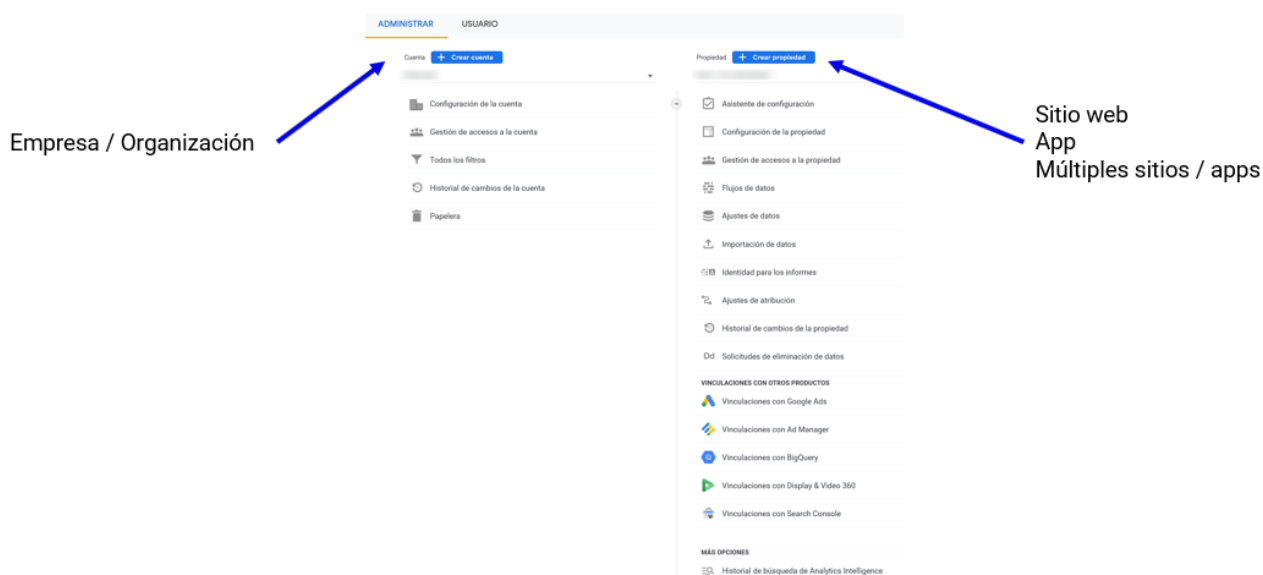 ADMINISTRAR USUARIO
Cuenta + Crear cuenta
Configuración de la cuenta
Gestión de accesos a la cuenta
Todos los filtros
Historial de cambios de la cuenta
Papelera
Empresa / Organización
Propiedad + Crear propiedad
Asistente de configuración
Configuración de la propiedad
Gestión de accesos a la propiedad
Flujos de datos
Ajustes de datos
Importación de datos
Identidad para los informes
Ajustes de atribución
Historial de cambios de la propiedad
Dd Solicitudes de eliminación de datos
VINCULACIONES CON OTROS PRODUCTOS
Vinculaciones con Google Ads
Vinculaciones con Ad Manager
Vinculaciones con BigQuery
Vinculaciones con Display & Video 360
Vinculaciones con Search Console
MÁS OPCIONES
Historial de búsqueda de Analytics Intelligence
Sitio web
App
Múltiples sitios / apps